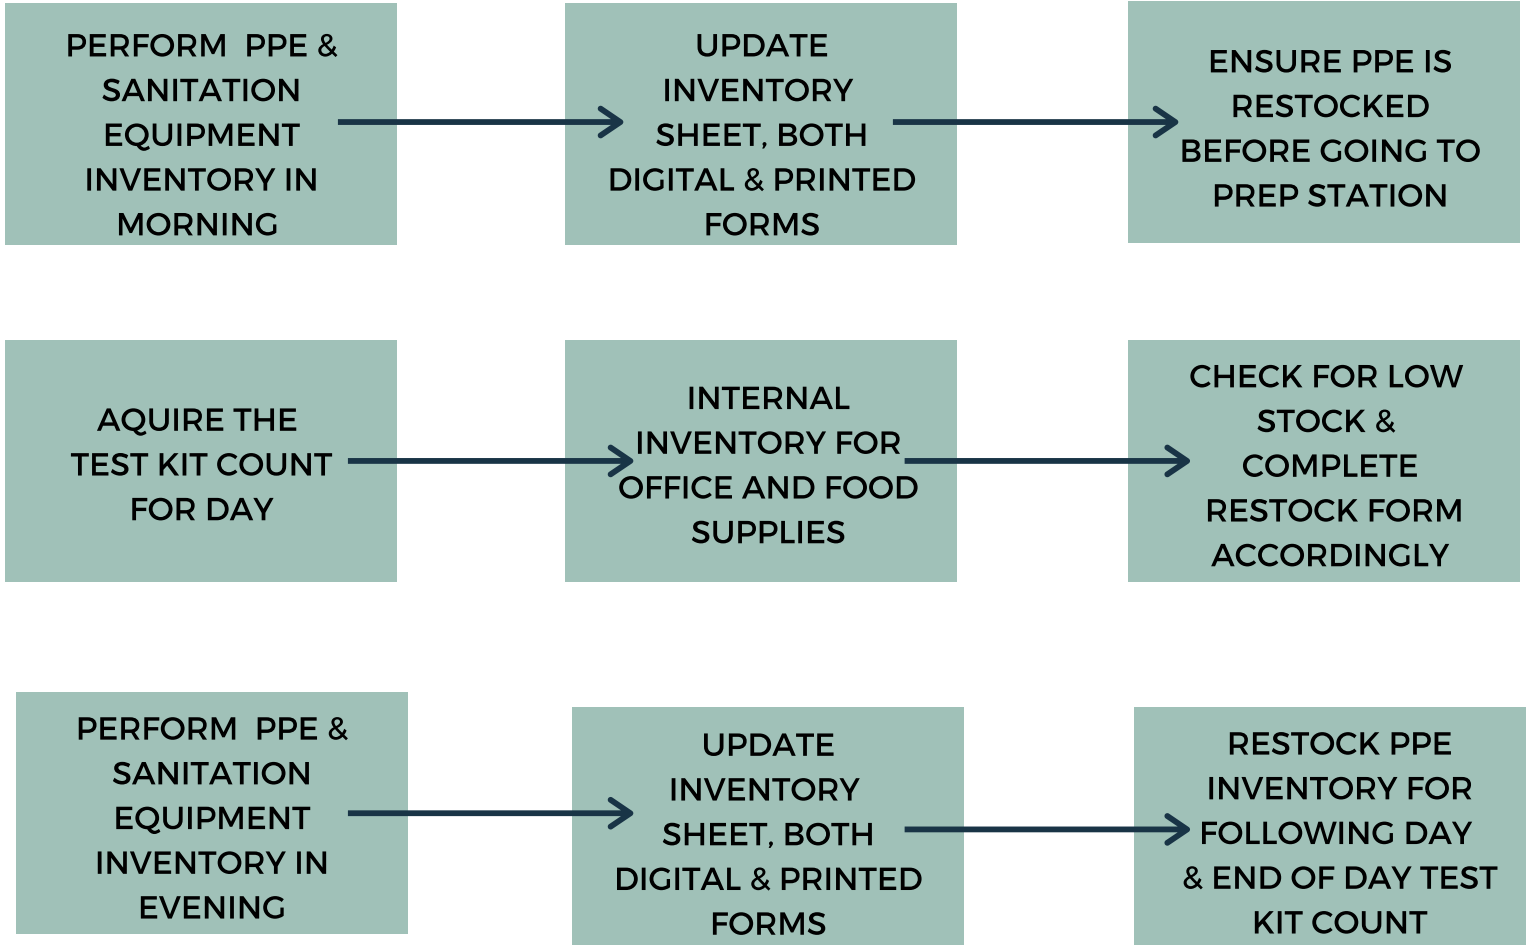 PERFORM PPE &
SANITATION
EQUIPMENT
INVENTORY IN
MORNING
UPDATE
INVENTORY
SHEET, BOTH
DIGITAL & PRINTED
FORMS
ENSURE PPE IS
RESTOCKED
BEFORE GOING TO
PREP STATION
AQUIRE THE
TEST KIT COUNT
FOR DAY
INTERNAL
INVENTORY FOR
OFFICE AND FOOD
SUPPLIES
CHECK FOR LOW
STOCK &
COMPLETE
RESTOCK FORM
ACCORDINGLY
PERFORM PPE &
SANITATION
EQUIPMENT
INVENTORY IN
EVENING
UPDATE
INVENTORY
SHEET, BOTH
DIGITAL & PRINTED
FORMS
RESTOCK PPE
INVENTORY FOR
FOLLOWING DAY
& END OF DAY TEST
KIT COUNT